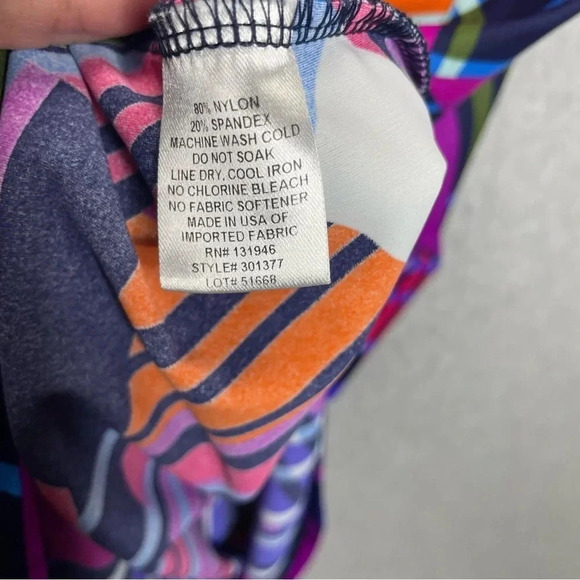 80% NYLON
20% SPANDEX
MACHINE WASH COLD
DO NOT SOAK
LINE DRY, COOL IRON
NO CHLORINE BLEACH
NO FABRIC SOFTENER
MADE IN USA OF
IMPORTED FABRIC
RN# 131946
STYLE# 301377
LOT# 51668